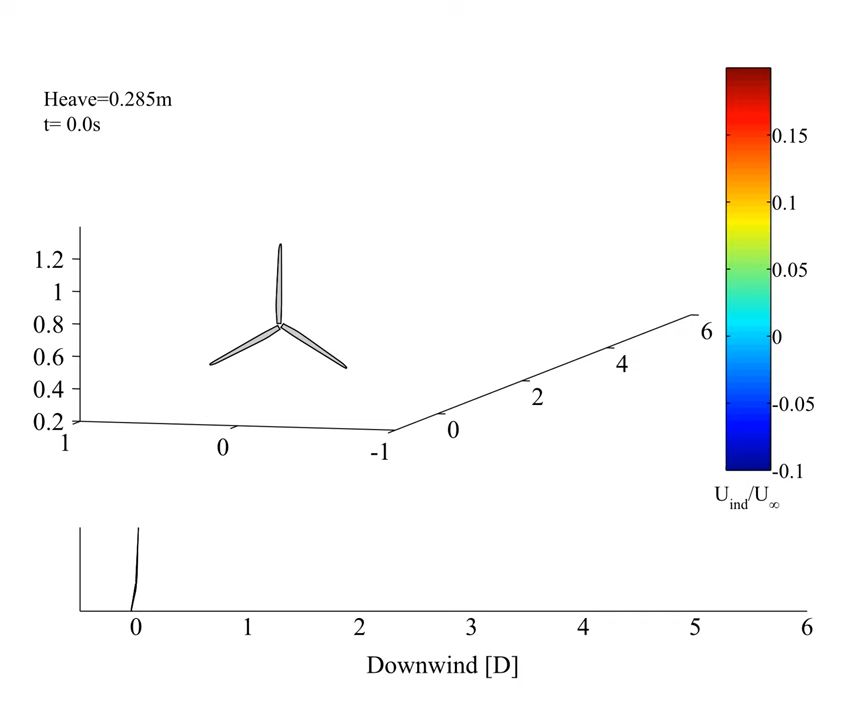 Heave=0.285m
t= 0.0s
0.15
0.1
0.05
0
-0.05
-0.1
U_ind/U_∞
1.2
1
0.8
0.6
0.4
0.2
1 0 -1
0 2 4 6
0 1 2 3 4 5 6
Downwind [D]